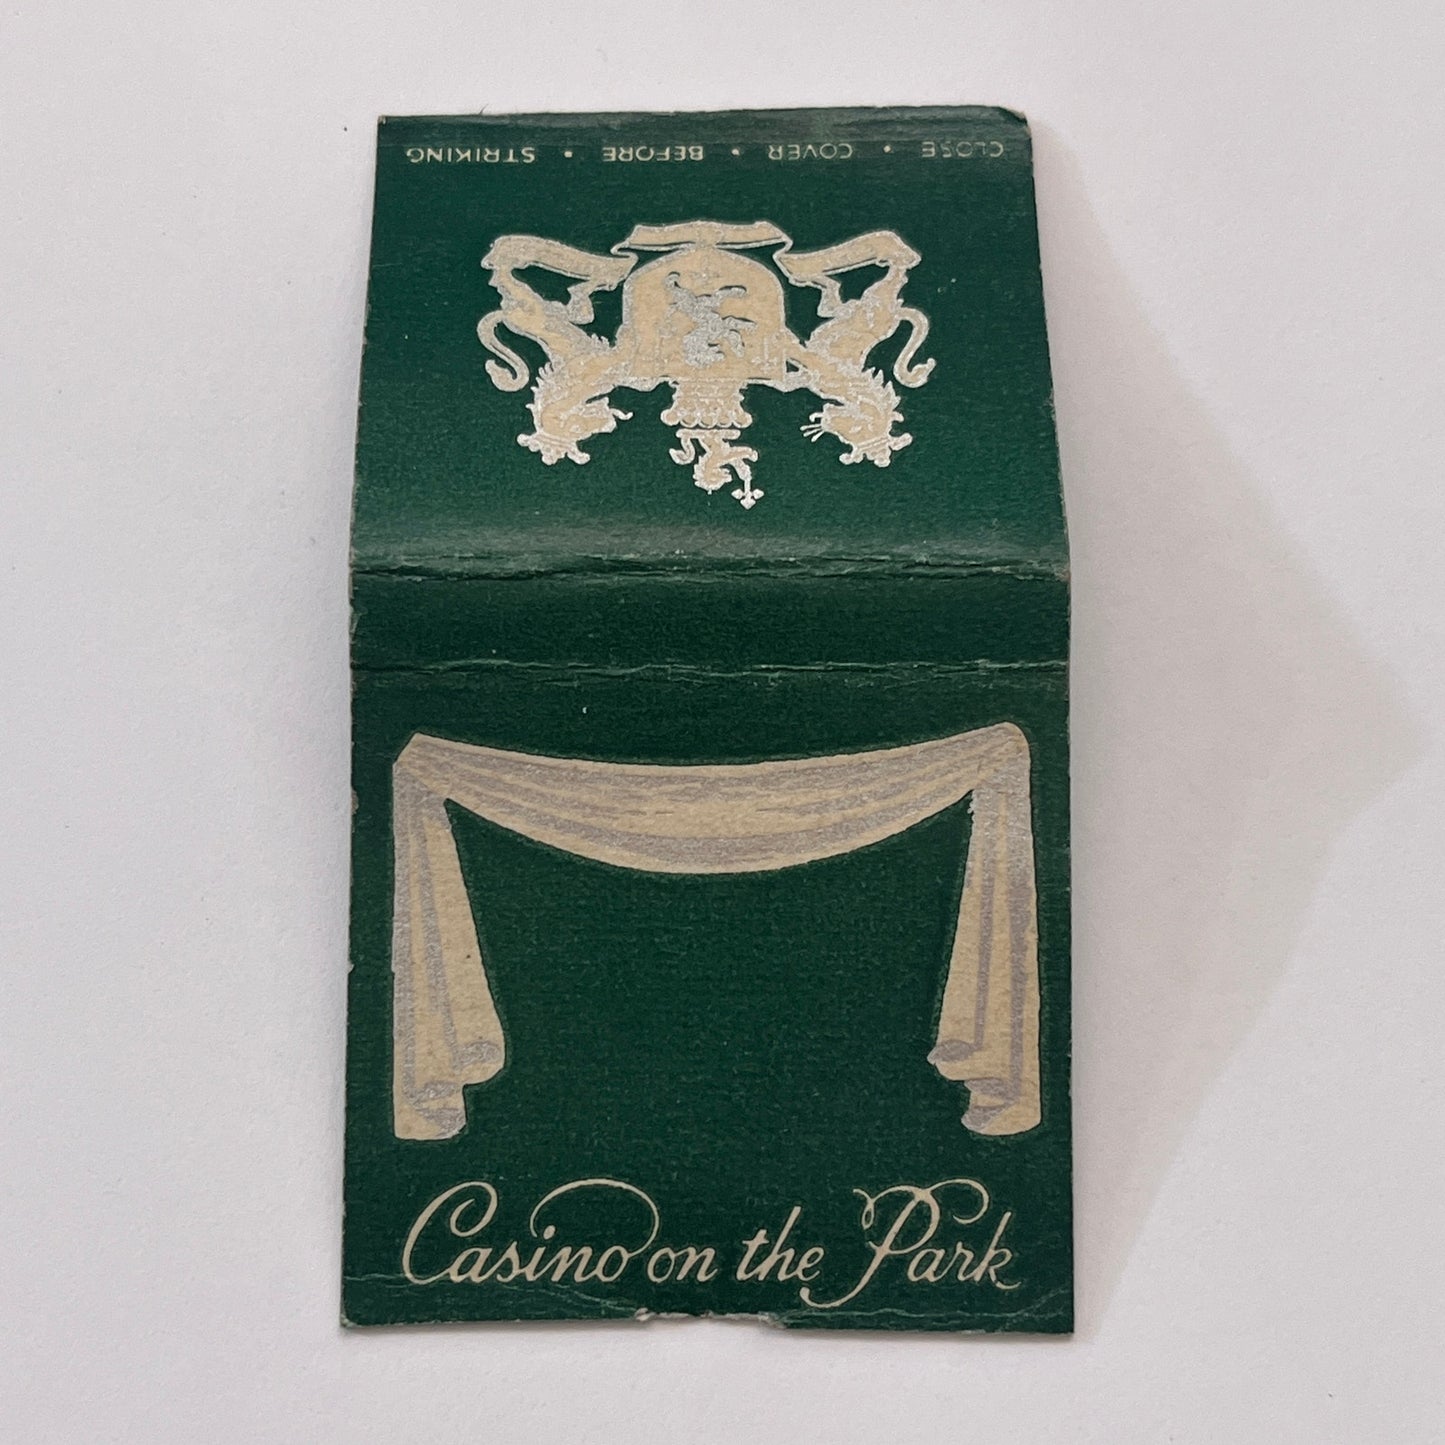 CLOSE • COVER • BEFORE • STRIKING
Casino on the Park